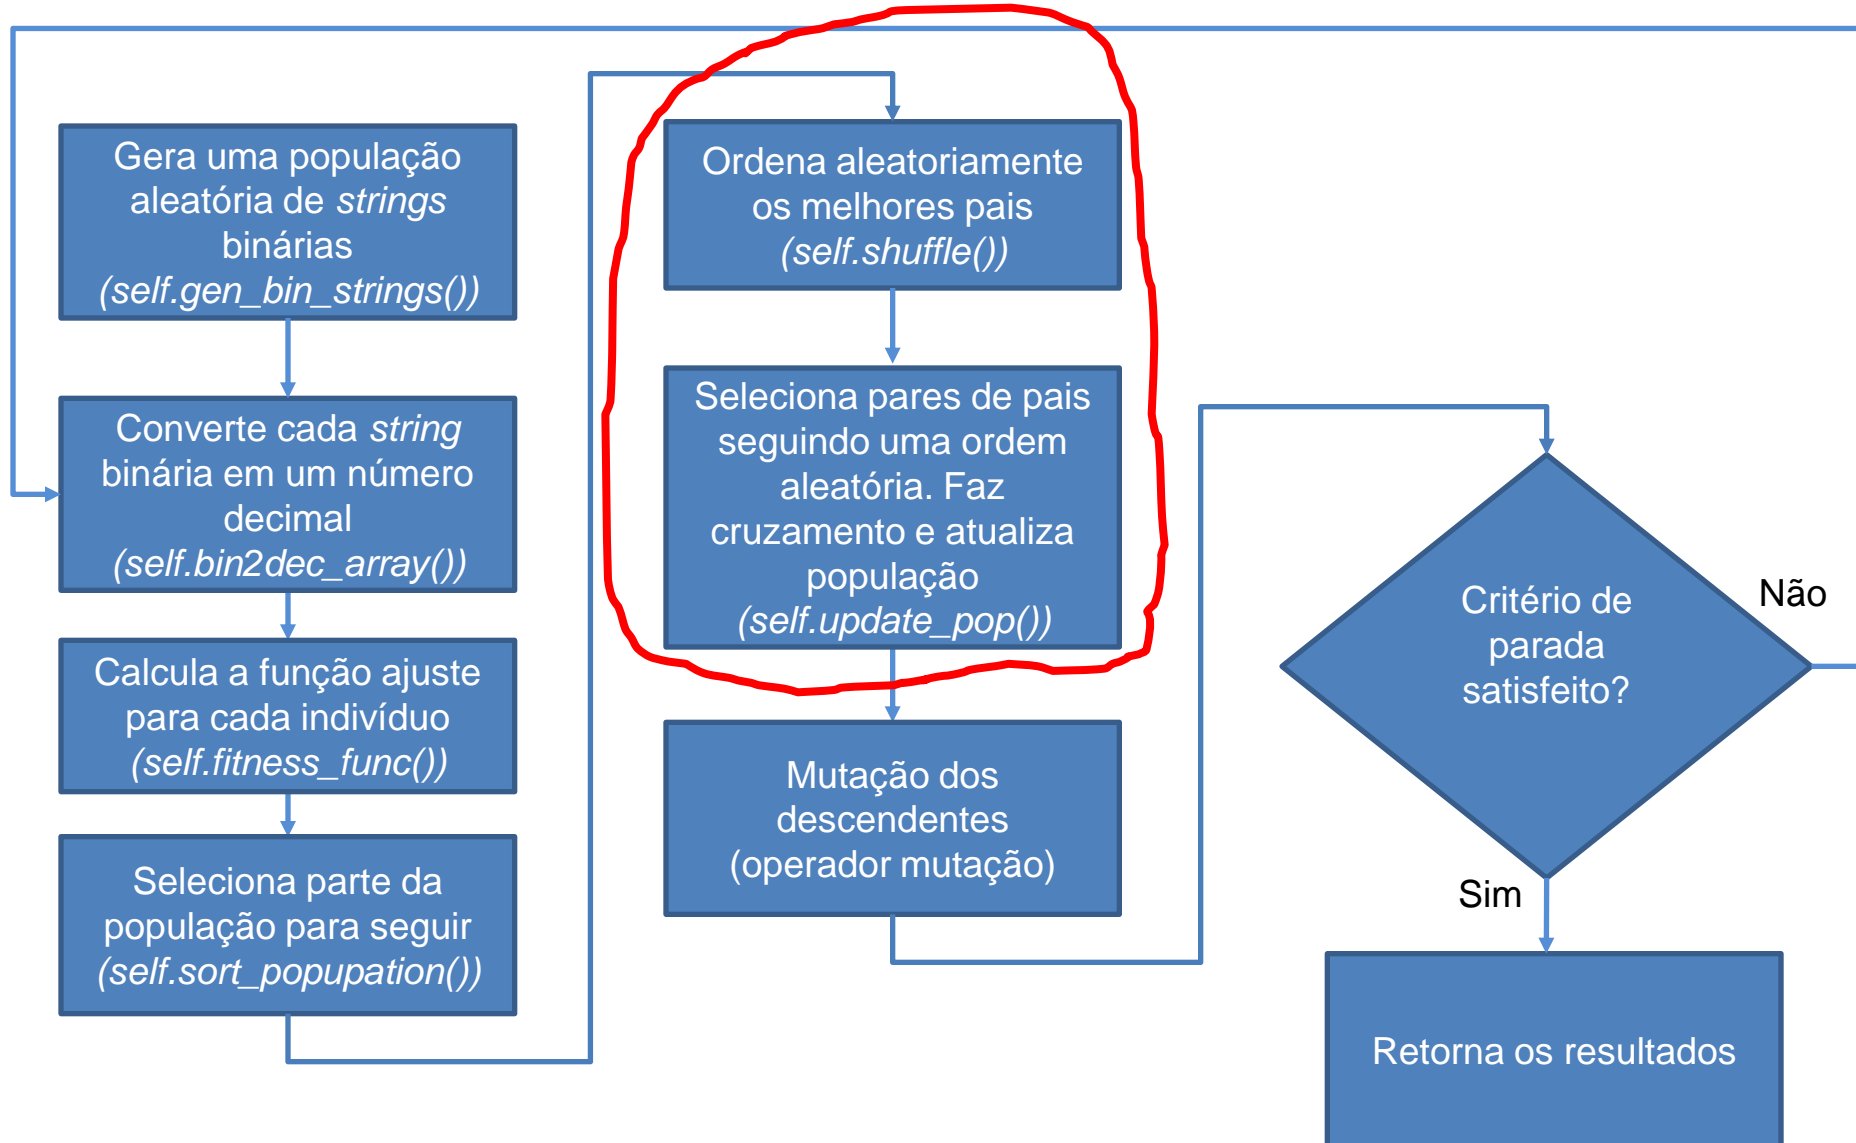 Gera uma população
aleatória de strings
binárias
(self.gen_bin_strings())
Converte cada string
binária em um número
decimal
(self.bin2dec_array())
Calcula a função ajuste
para cada indivíduo
(self.fitness_func())
Seleciona parte da
população para seguir
(self.sort_popupation())
Ordena aleatoriamente
os melhores pais
(self.shuffle())
Seleciona pares de pais
seguindo uma ordem
aleatória. Faz
cruzamento e atualiza
população
(self.update_pop())
Mutação dos
descendentes
(operador mutação)
Critério de
parada
satisfeito?
Não
Sim
Retorna os resultados